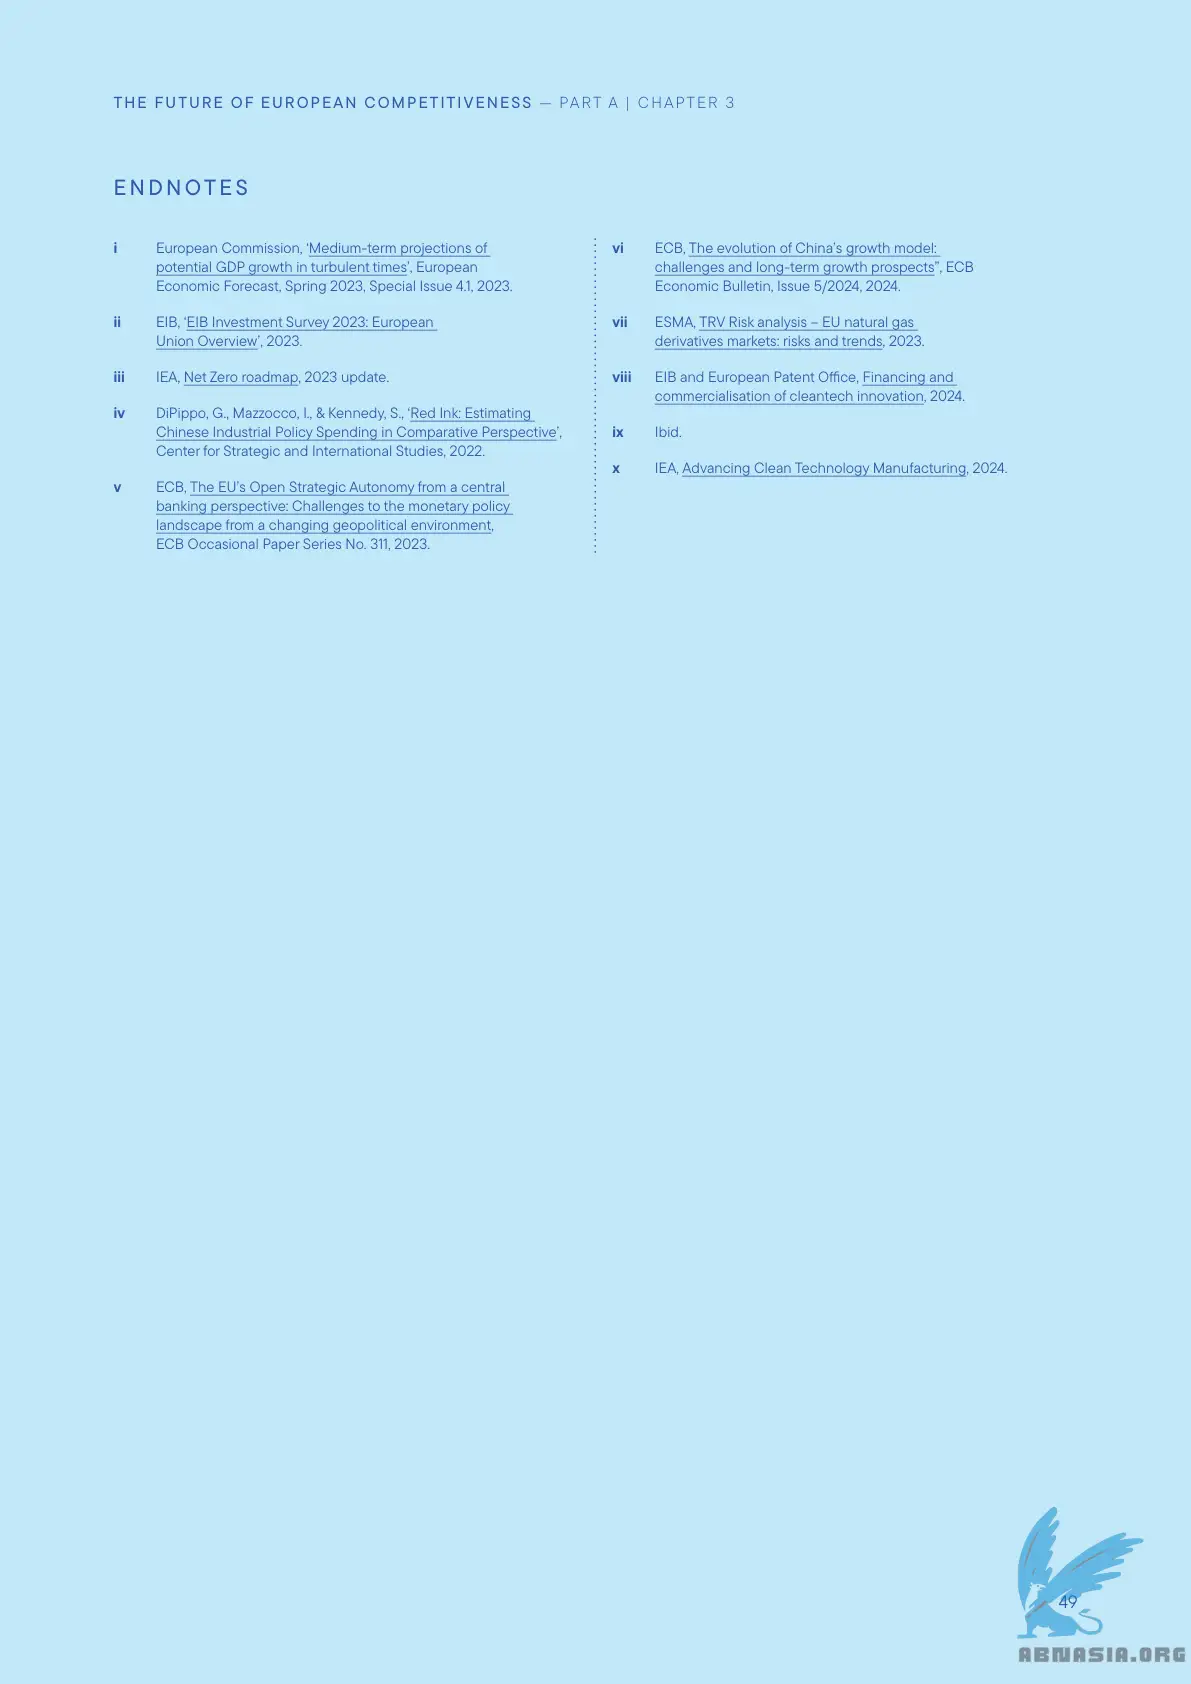 THE FUTURE OF EUROPEAN COMPETITIVENESS — PART A | CHAPTER 3
ENDNOTES
i European Commission, ‘Medium-term projections of
potential GDP growth in turbulent times’, European
Economic Forecast, Spring 2023, Special Issue 4.1, 2023.
ii EIB, ‘EIB Investment Survey 2023: European
Union Overview’, 2023.
iii IEA, Net Zero roadmap, 2023 update.
iv DiPippo, G., Mazzocco, I., & Kennedy, S., ‘Red Ink: Estimating
Chinese Industrial Policy Spending in Comparative Perspective’,
Center for Strategic and International Studies, 2022.
v ECB, The EU’s Open Strategic Autonomy from a central
banking perspective: Challenges to the monetary policy
landscape from a changing geopolitical environment,
ECB Occasional Paper Series No. 311, 2023.
vi ECB, The evolution of China’s growth model:
challenges and long-term growth prospects”, ECB
Economic Bulletin, Issue 5/2024, 2024.
vii ESMA, TRV Risk analysis – EU natural gas
derivatives markets: risks and trends, 2023.
viii EIB and European Patent Office, Financing and
commercialisation of cleantech innovation, 2024.
ix Ibid.
x IEA, Advancing Clean Technology Manufacturing, 2024.
49
ABNASIA.ORG